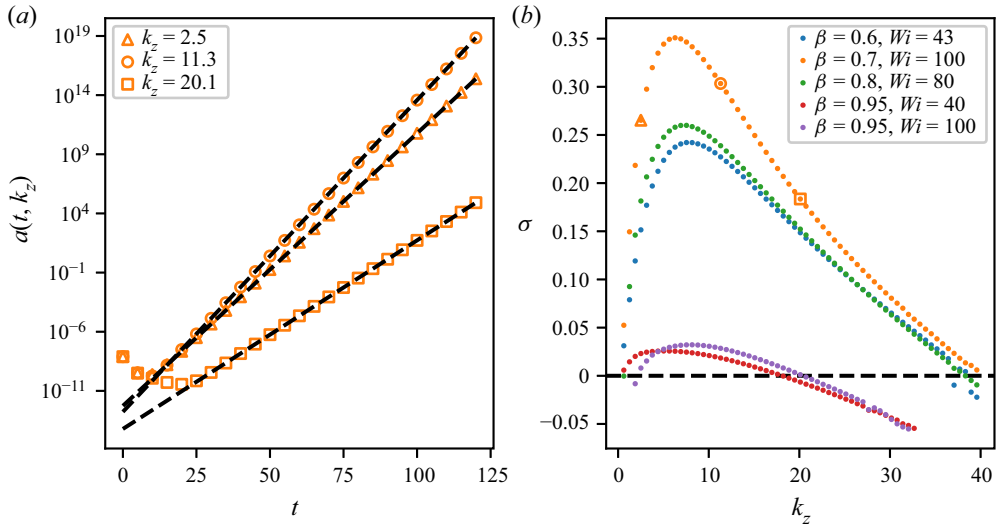 (a)
k_z = 2.5
k_z = 11.3
k_z = 20.1
10^19
10^14
10^9
10^4
10^−1
10^−6
10^−11
a(t, k_z)
0 25 50 75 100 125
t
(b)
β = 0.6, Wi = 43
β = 0.7, Wi = 100
β = 0.8, Wi = 80
β = 0.95, Wi = 40
β = 0.95, Wi = 100
0.35
0.30
0.25
0.20
0.15
0.10
0.05
0
−0.05
σ
0 10 20 30 40
k_z